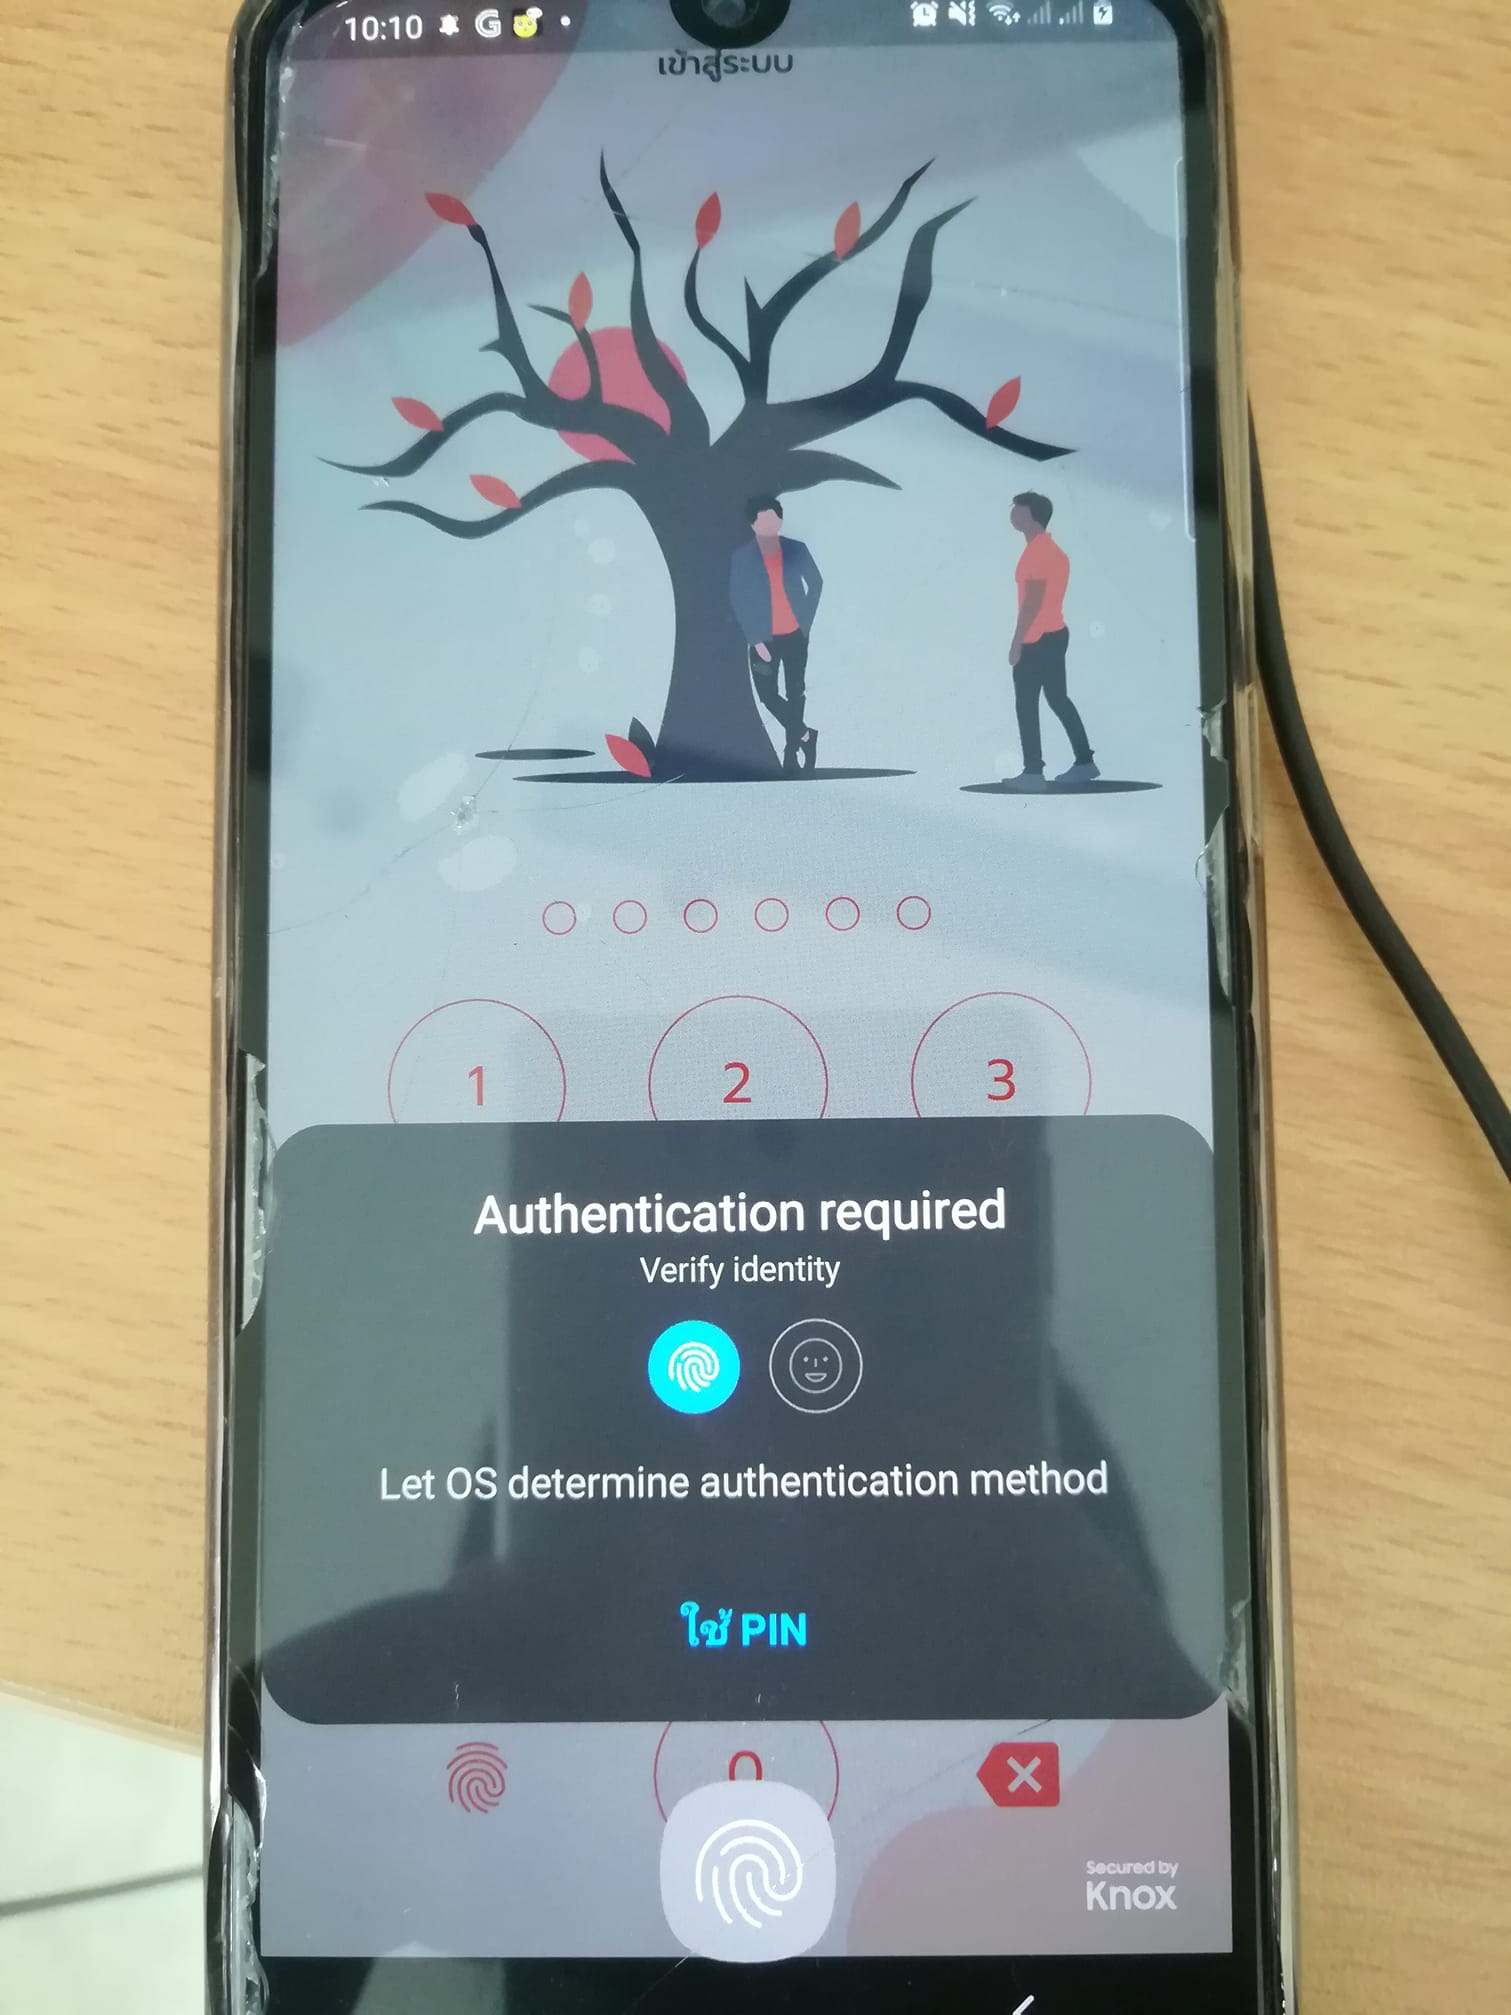 10:10
เข้าสู่ระบบ
1 2 3
Authentication required
Verify identity
Let OS determine authentication method
ใช้ PIN
0
Secured by
Knox